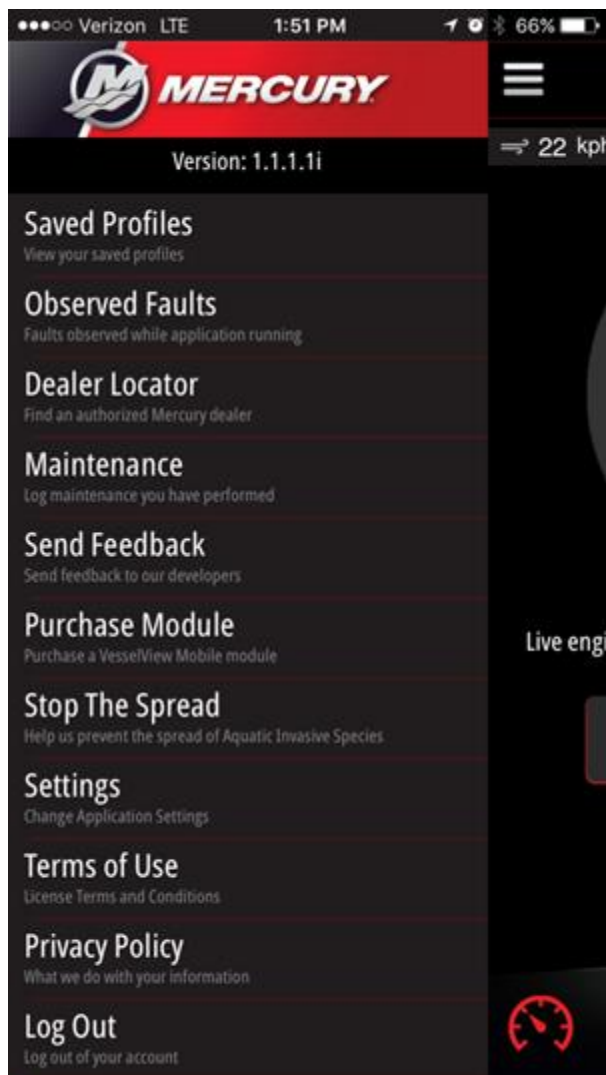 Verizon LTE 1:51 PM 66%
MERCURY
Version: 1.1.1.1i
22 kph
Saved Profiles
View your saved profiles
Observed Faults
Faults observed while application running
Dealer Locator
Find an authorized Mercury dealer
Maintenance
Log maintenance you have performed
Send Feedback
Send feedback to our developers
Purchase Module
Purchase a VesselView Mobile module
Live engi
Stop The Spread
Help us prevent the spread of Aquatic Invasive Species
Settings
Change Application Settings
Terms of Use
License Terms and Conditions
Privacy Policy
What we do with your information
Log Out
Log out of your account